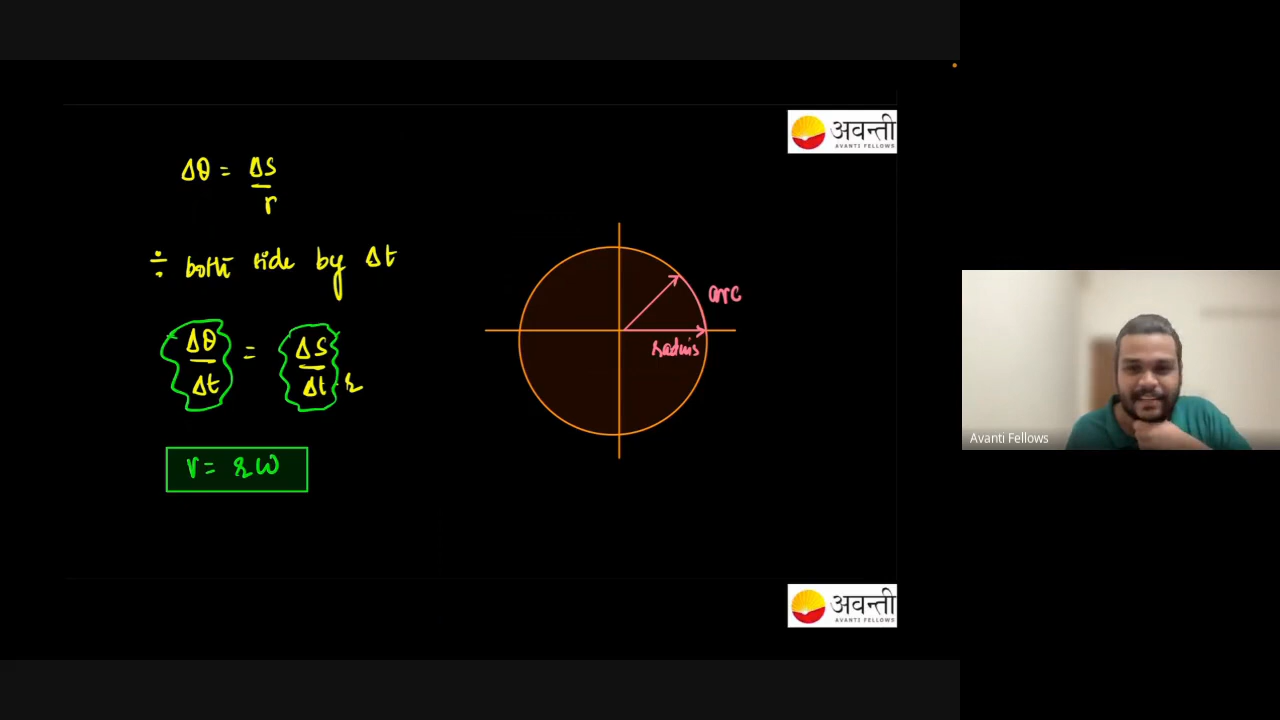 अवन्ती
AVANTI FELLOWS
Δθ = ΔS
r
÷ both side by Δt
Δθ = ΔS
Δt Δt r
v = rω
arc
radius
Avanti Fellows
अवन्ती
AVANTI FELLOWS